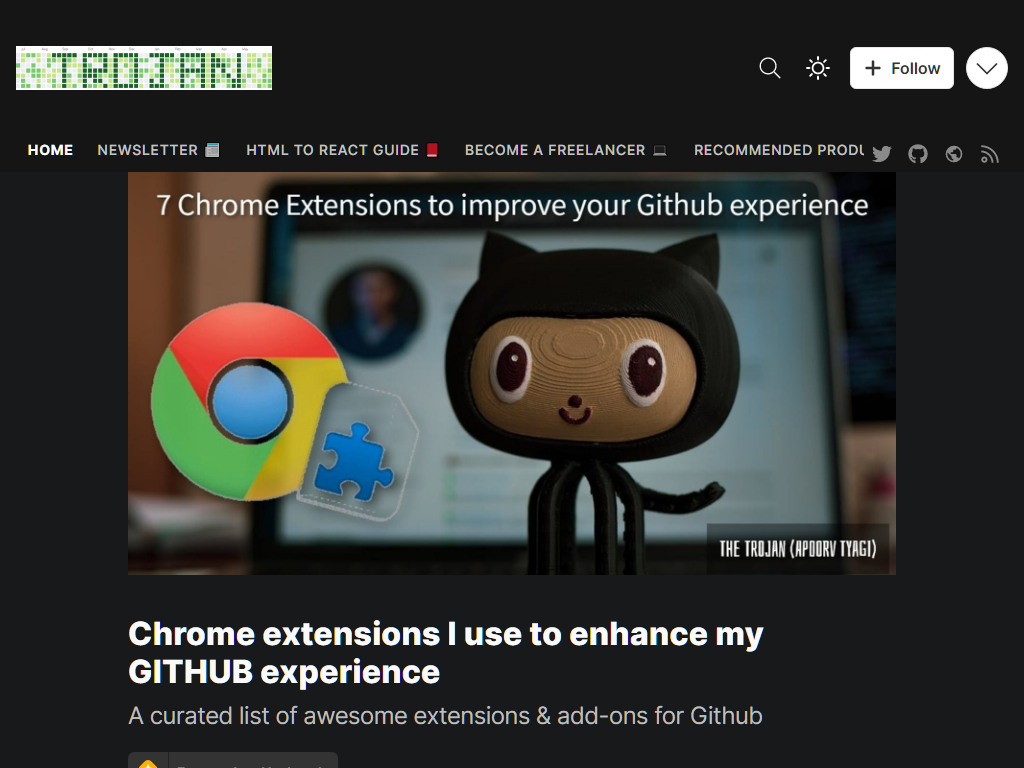 TROJAN
Follow
HOME
NEWSLETTER
HTML TO REACT GUIDE
BECOME A FREELANCER
RECOMMENDED PRODU
7 Chrome Extensions to improve your Github experience
THE TROJAN (APOORV TYAGI)
Chrome extensions I use to enhance my
GITHUB experience
A curated list of awesome extensions & add-ons for Github